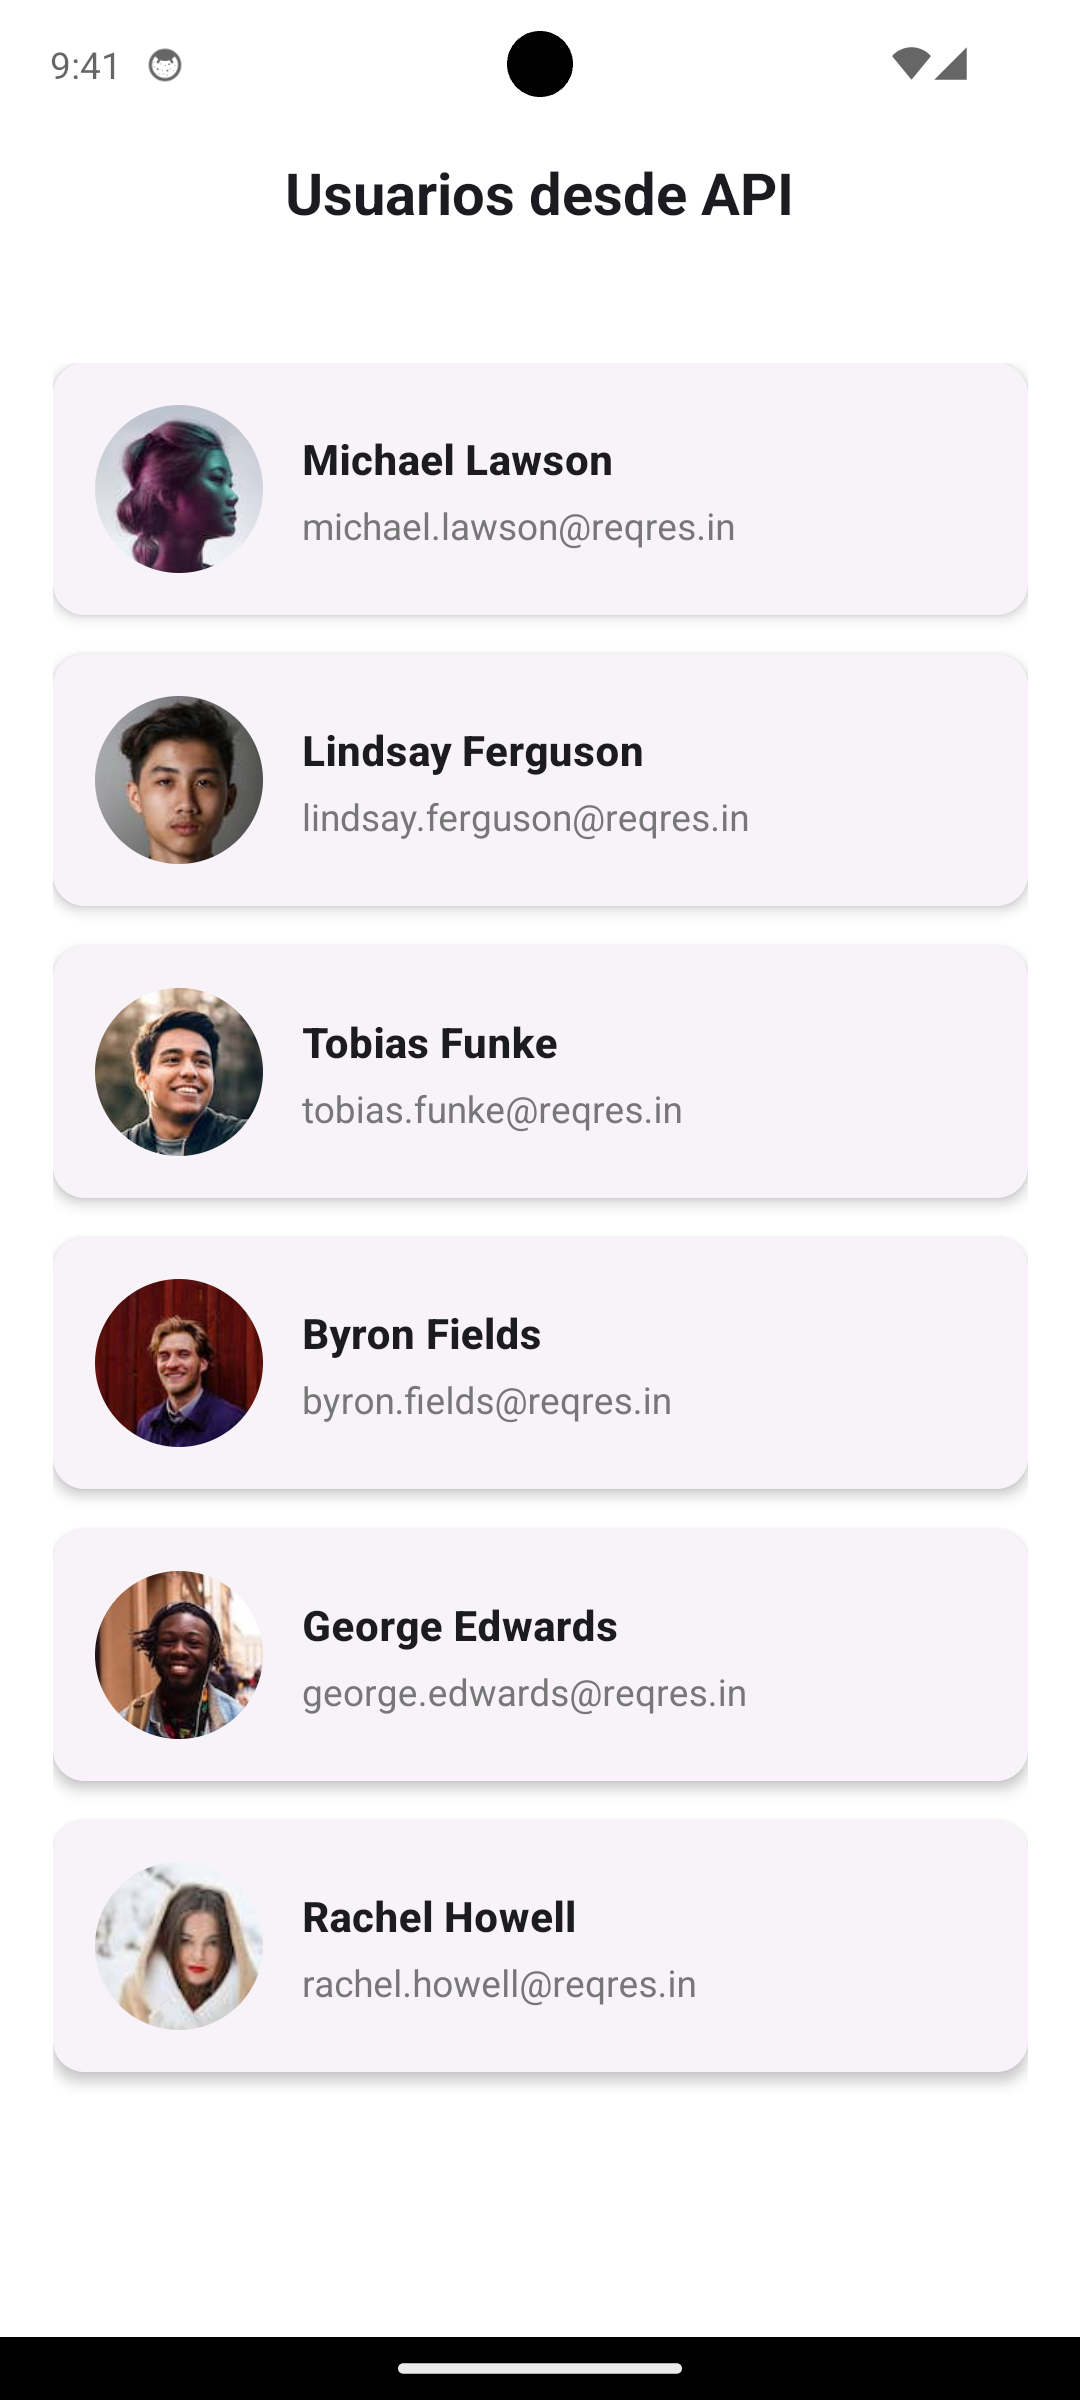 9:41
Usuarios desde API
Michael Lawson
michael.lawson@reqres.in
Lindsay Ferguson
lindsay.ferguson@reqres.in
Tobias Funke
tobias.funke@reqres.in
Byron Fields
byron.fields@reqres.in
George Edwards
george.edwards@reqres.in
Rachel Howell
rachel.howell@reqres.in